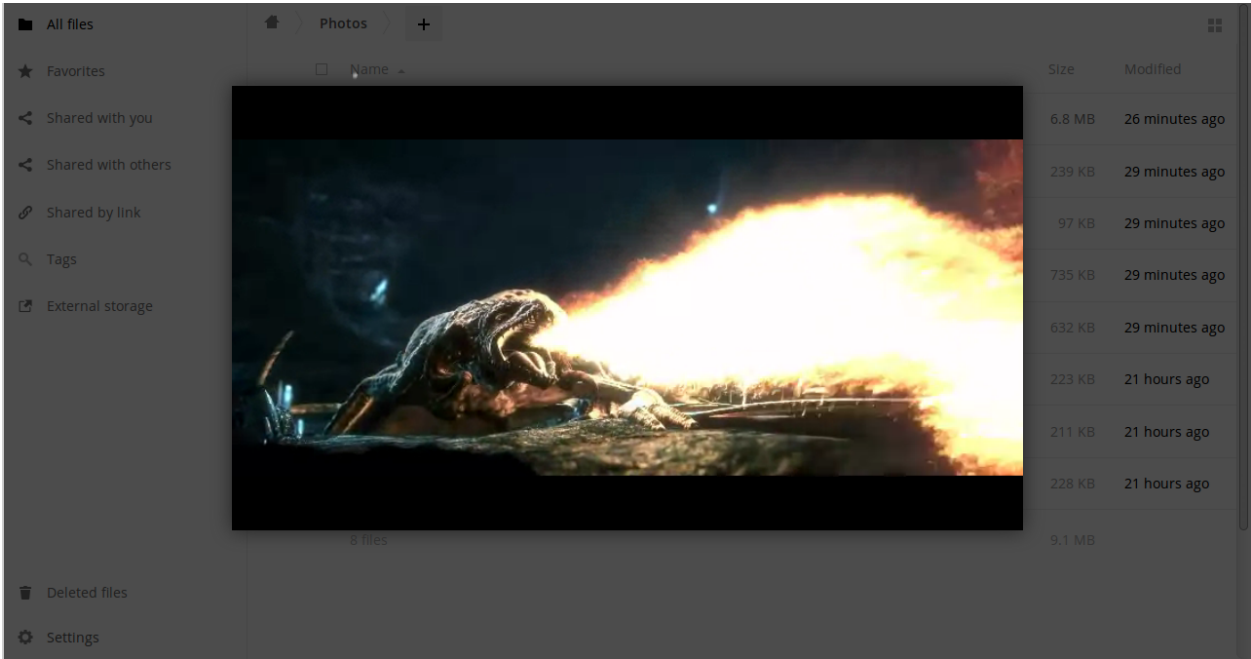 All files
Favorites
Shared with you
Shared with others
Shared by link
Tags
External storage
Deleted files
Settings
Photos +
Name Size Modified
6.8 MB 26 minutes ago
239 KB 29 minutes ago
97 KB 29 minutes ago
735 KB 29 minutes ago
632 KB 29 minutes ago
223 KB 21 hours ago
211 KB 21 hours ago
228 KB 21 hours ago
8 files 9.1 MB